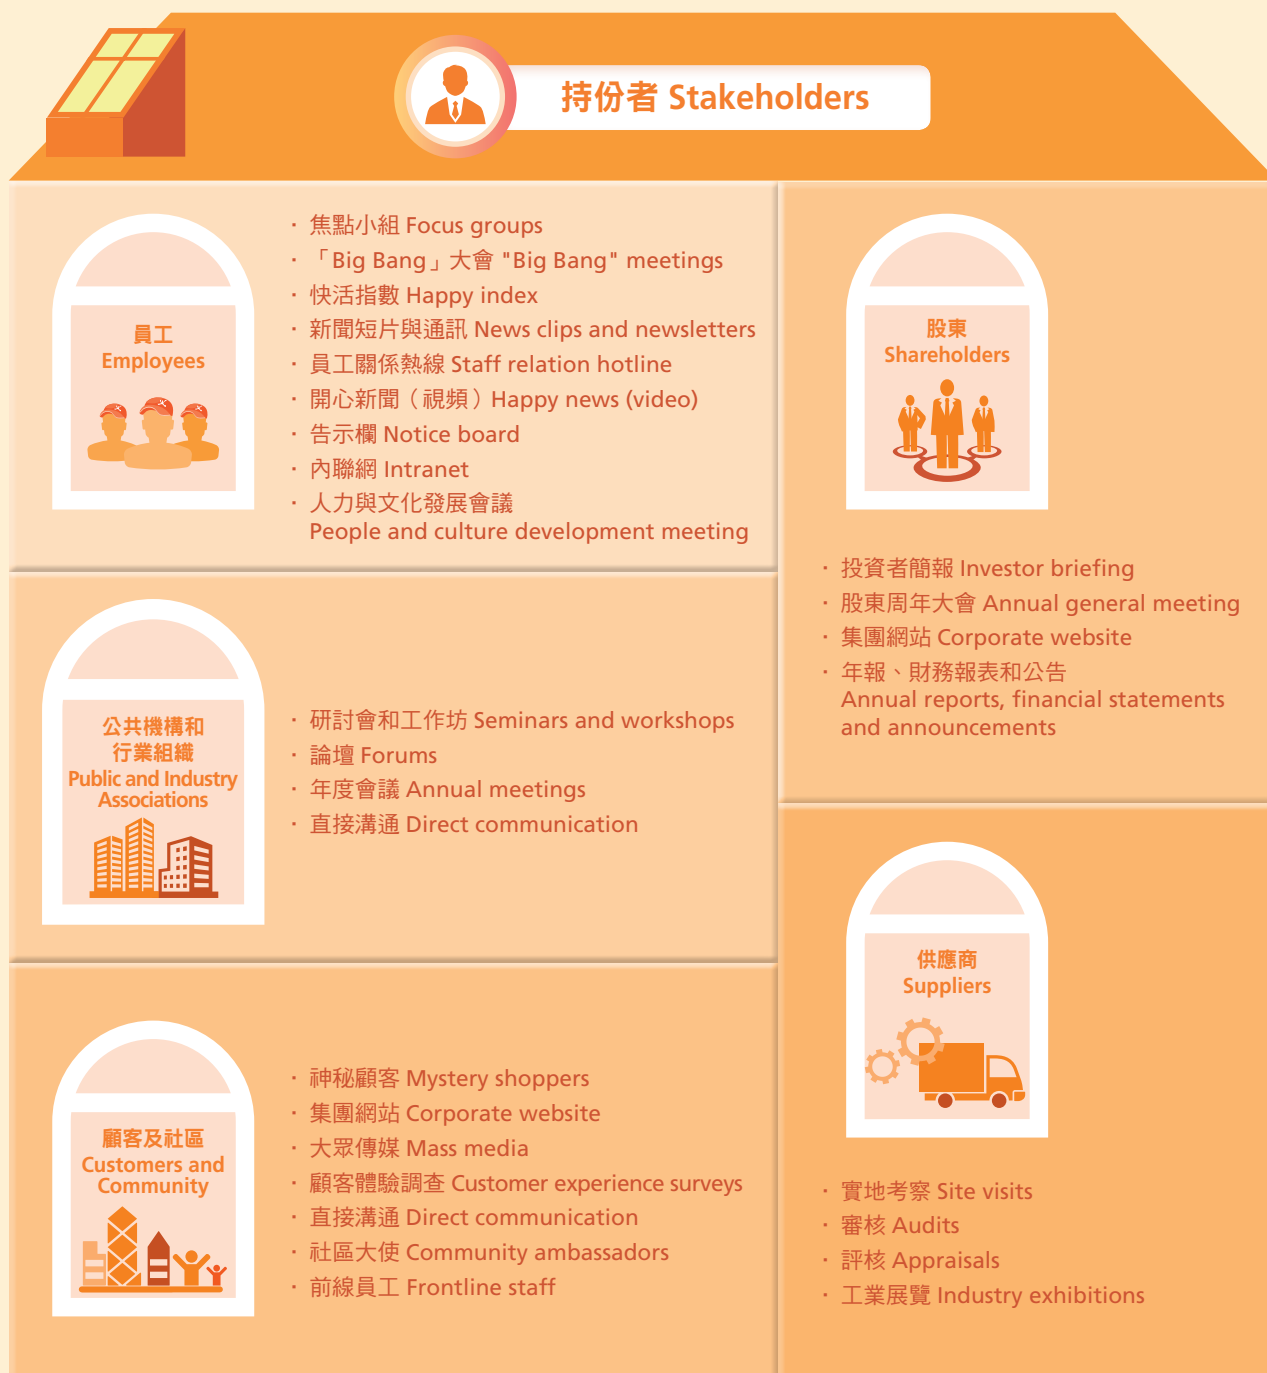 持份者 Stakeholders
員工
Employees
· 焦點小組 Focus groups
· 「Big Bang」大會 "Big Bang" meetings
· 快活指數 Happy index
· 新聞短片與通訊 News clips and newsletters
· 員工關係熱線 Staff relation hotline
· 開心新聞（視頻）Happy news (video)
· 告示欄 Notice board
· 內聯網 Intranet
· 人力與文化發展會議
People and culture development meeting
股東
Shareholders
· 投資者簡報 Investor briefing
· 股東周年大會 Annual general meeting
· 集團網站 Corporate website
· 年報、財務報表和公告
Annual reports, financial statements
and announcements
公共機構和
行業組織
Public and Industry
Associations
· 研討會和工作坊 Seminars and workshops
· 論壇 Forums
· 年度會議 Annual meetings
· 直接溝通 Direct communication
供應商
Suppliers
· 實地考察 Site visits
· 審核 Audits
· 評核 Appraisals
· 工業展覽 Industry exhibitions
顧客及社區
Customers and
Community
· 神秘顧客 Mystery shoppers
· 集團網站 Corporate website
· 大眾傳媒 Mass media
· 顧客體驗調查 Customer experience surveys
· 直接溝通 Direct communication
· 社區大使 Community ambassadors
· 前線員工 Frontline staff